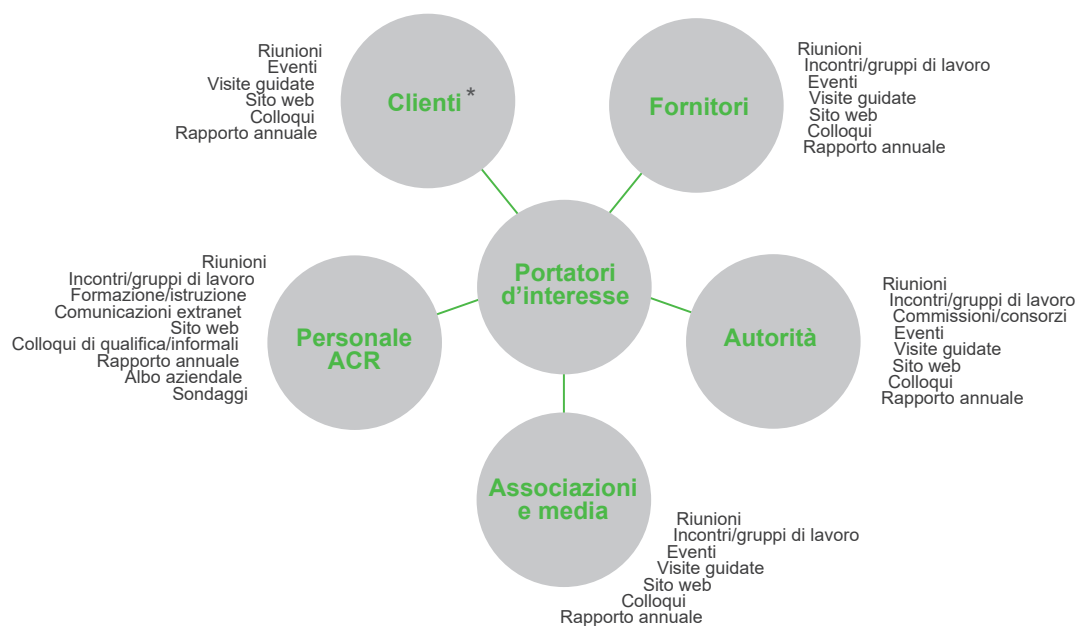 Riunioni
Eventi
Visite guidate
Sito web
Colloqui
Rapporto annuale
Clienti *
Fornitori
Riunioni
Incontri/gruppi di lavoro
Eventi
Visite guidate
Sito web
Colloqui
Rapporto annuale
Portatori
d’interesse
Riunioni
Incontri/gruppi di lavoro
Formazione/istruzione
Comunicazioni extranet
Sito web
Colloqui di qualifica/informali
Rapporto annuale
Albo aziendale
Sondaggi
Personale
ACR
Autorità
Riunioni
Incontri/gruppi di lavoro
Commissioni/consorzi
Eventi
Visite guidate
Sito web
Colloqui
Rapporto annuale
Associazioni
e media
Riunioni
Incontri/gruppi di lavoro
Eventi
Visite guidate
Sito web
Colloqui
Rapporto annuale